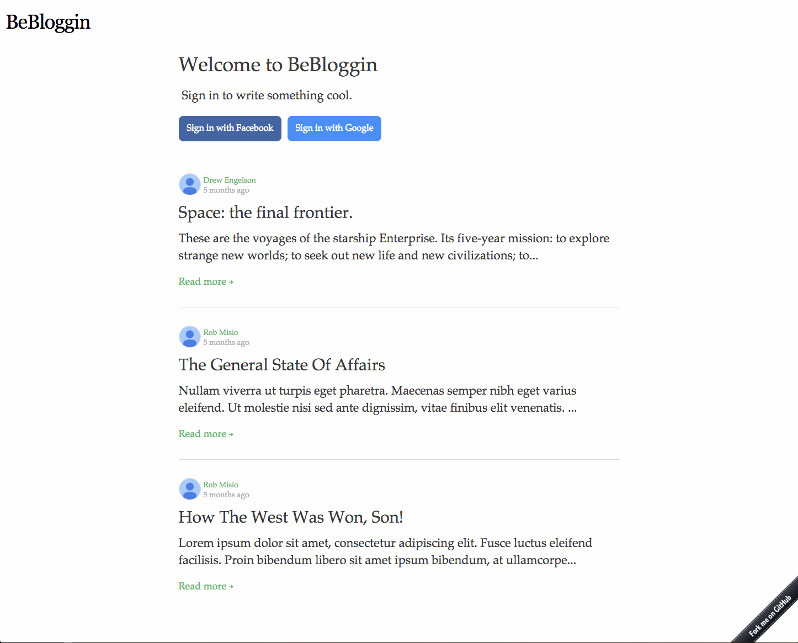 BeBloggin
Welcome to BeBloggin
Sign in to write something cool.
Sign in with Facebook
Sign in with Google
Drew Engelson
5 months ago
Space: the final frontier.
These are the voyages of the starship Enterprise. Its five-year mission: to explore
strange new worlds; to seek out new life and new civilizations; to...
Read more +
Rob Misio
5 months ago
The General State Of Affairs
Nullam viverra ut turpis eget pharetra. Maecenas semper nibh eget varius
eleifend. Ut molestie nisi sed ante dignissim, vitae finibus elit venenatis. ...
Read more +
Rob Misio
5 months ago
How The West Was Won, Son!
Lorem ipsum dolor sit amet, consectetur adipiscing elit. Fusce luctus eleifend
facilisis. Proin bibendum libero sit amet ipsum bibendum, at ullamcorpe...
Read more +
Fork me on GitHub